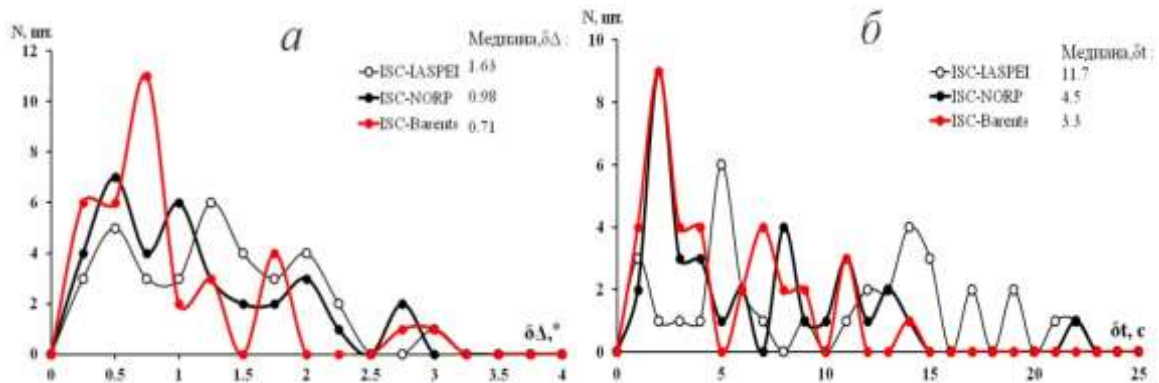 N, шт.
а
Медиана,δΔ :
12
10
8
6
4
2
0
ISC-IASPEI 1.63
ISC-NORP 0.98
ISC-Barents 0.71
δΔ,°
0 0.5 1 1.5 2 2.5 3 3.5 4
N, шт.
б
Медиана,δt :
10
8
6
4
2
0
ISC-IASPEI 11.7
ISC-NORP 4.5
ISC-Barents 3.3
δt, с
0 5 10 15 20 25